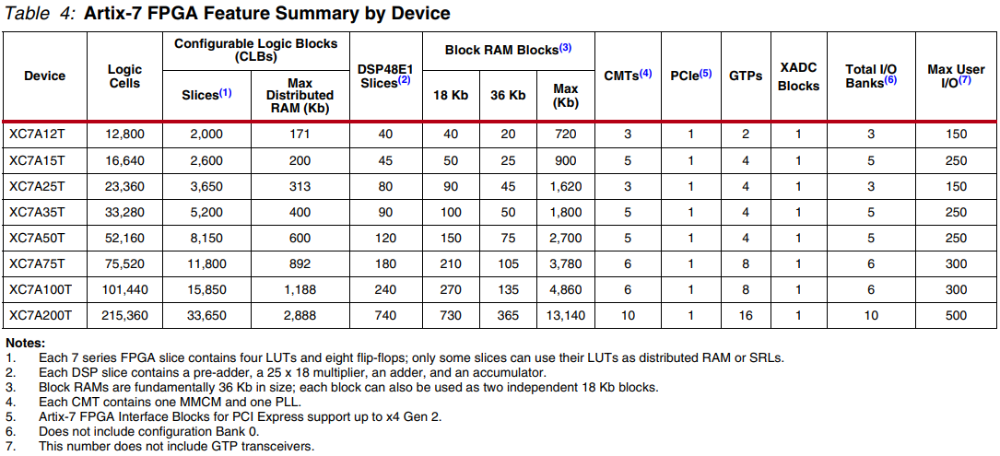 Table 4: Artix-7 FPGA Feature Summary by Device
Device Logic Cells Configurable Logic Blocks (CLBs) DSP48E1 Slices(2) Block RAM Blocks(3) CMTs(4) PCIe(5) GTPs XADC Blocks Total I/O Banks(6) Max User I/O(7)
Slices(1) Max Distributed RAM (Kb) 18 Kb 36 Kb Max (Kb)
XC7A12T 12,800 2,000 171 40 40 20 720 3 1 2 1 3 150
XC7A15T 16,640 2,600 200 45 50 25 900 5 1 4 1 5 250
XC7A25T 23,360 3,650 313 80 90 45 1,620 3 1 4 1 3 150
XC7A35T 33,280 5,200 400 90 100 50 1,800 5 1 4 1 5 250
XC7A50T 52,160 8,150 600 120 150 75 2,700 5 1 4 1 5 250
XC7A75T 75,520 11,800 892 180 210 105 3,780 6 1 8 1 6 300
XC7A100T 101,440 15,850 1,188 240 270 135 4,860 6 1 8 1 6 300
XC7A200T 215,360 33,650 2,888 740 730 365 13,140 10 1 16 1 10 500
Notes:
1. Each 7 series FPGA slice contains four LUTs and eight flip-flops; only some slices can use their LUTs as distributed RAM or SRLs.
2. Each DSP slice contains a pre-adder, a 25 x 18 multiplier, an adder, and an accumulator.
3. Block RAMs are fundamentally 36 Kb in size; each block can also be used as two independent 18 Kb blocks.
4. Each CMT contains one MMCM and one PLL.
5. Artix-7 FPGA Interface Blocks for PCI Express support up to x4 Gen 2.
6. Does not include configuration Bank 0.
7. This number does not include GTP transceivers.